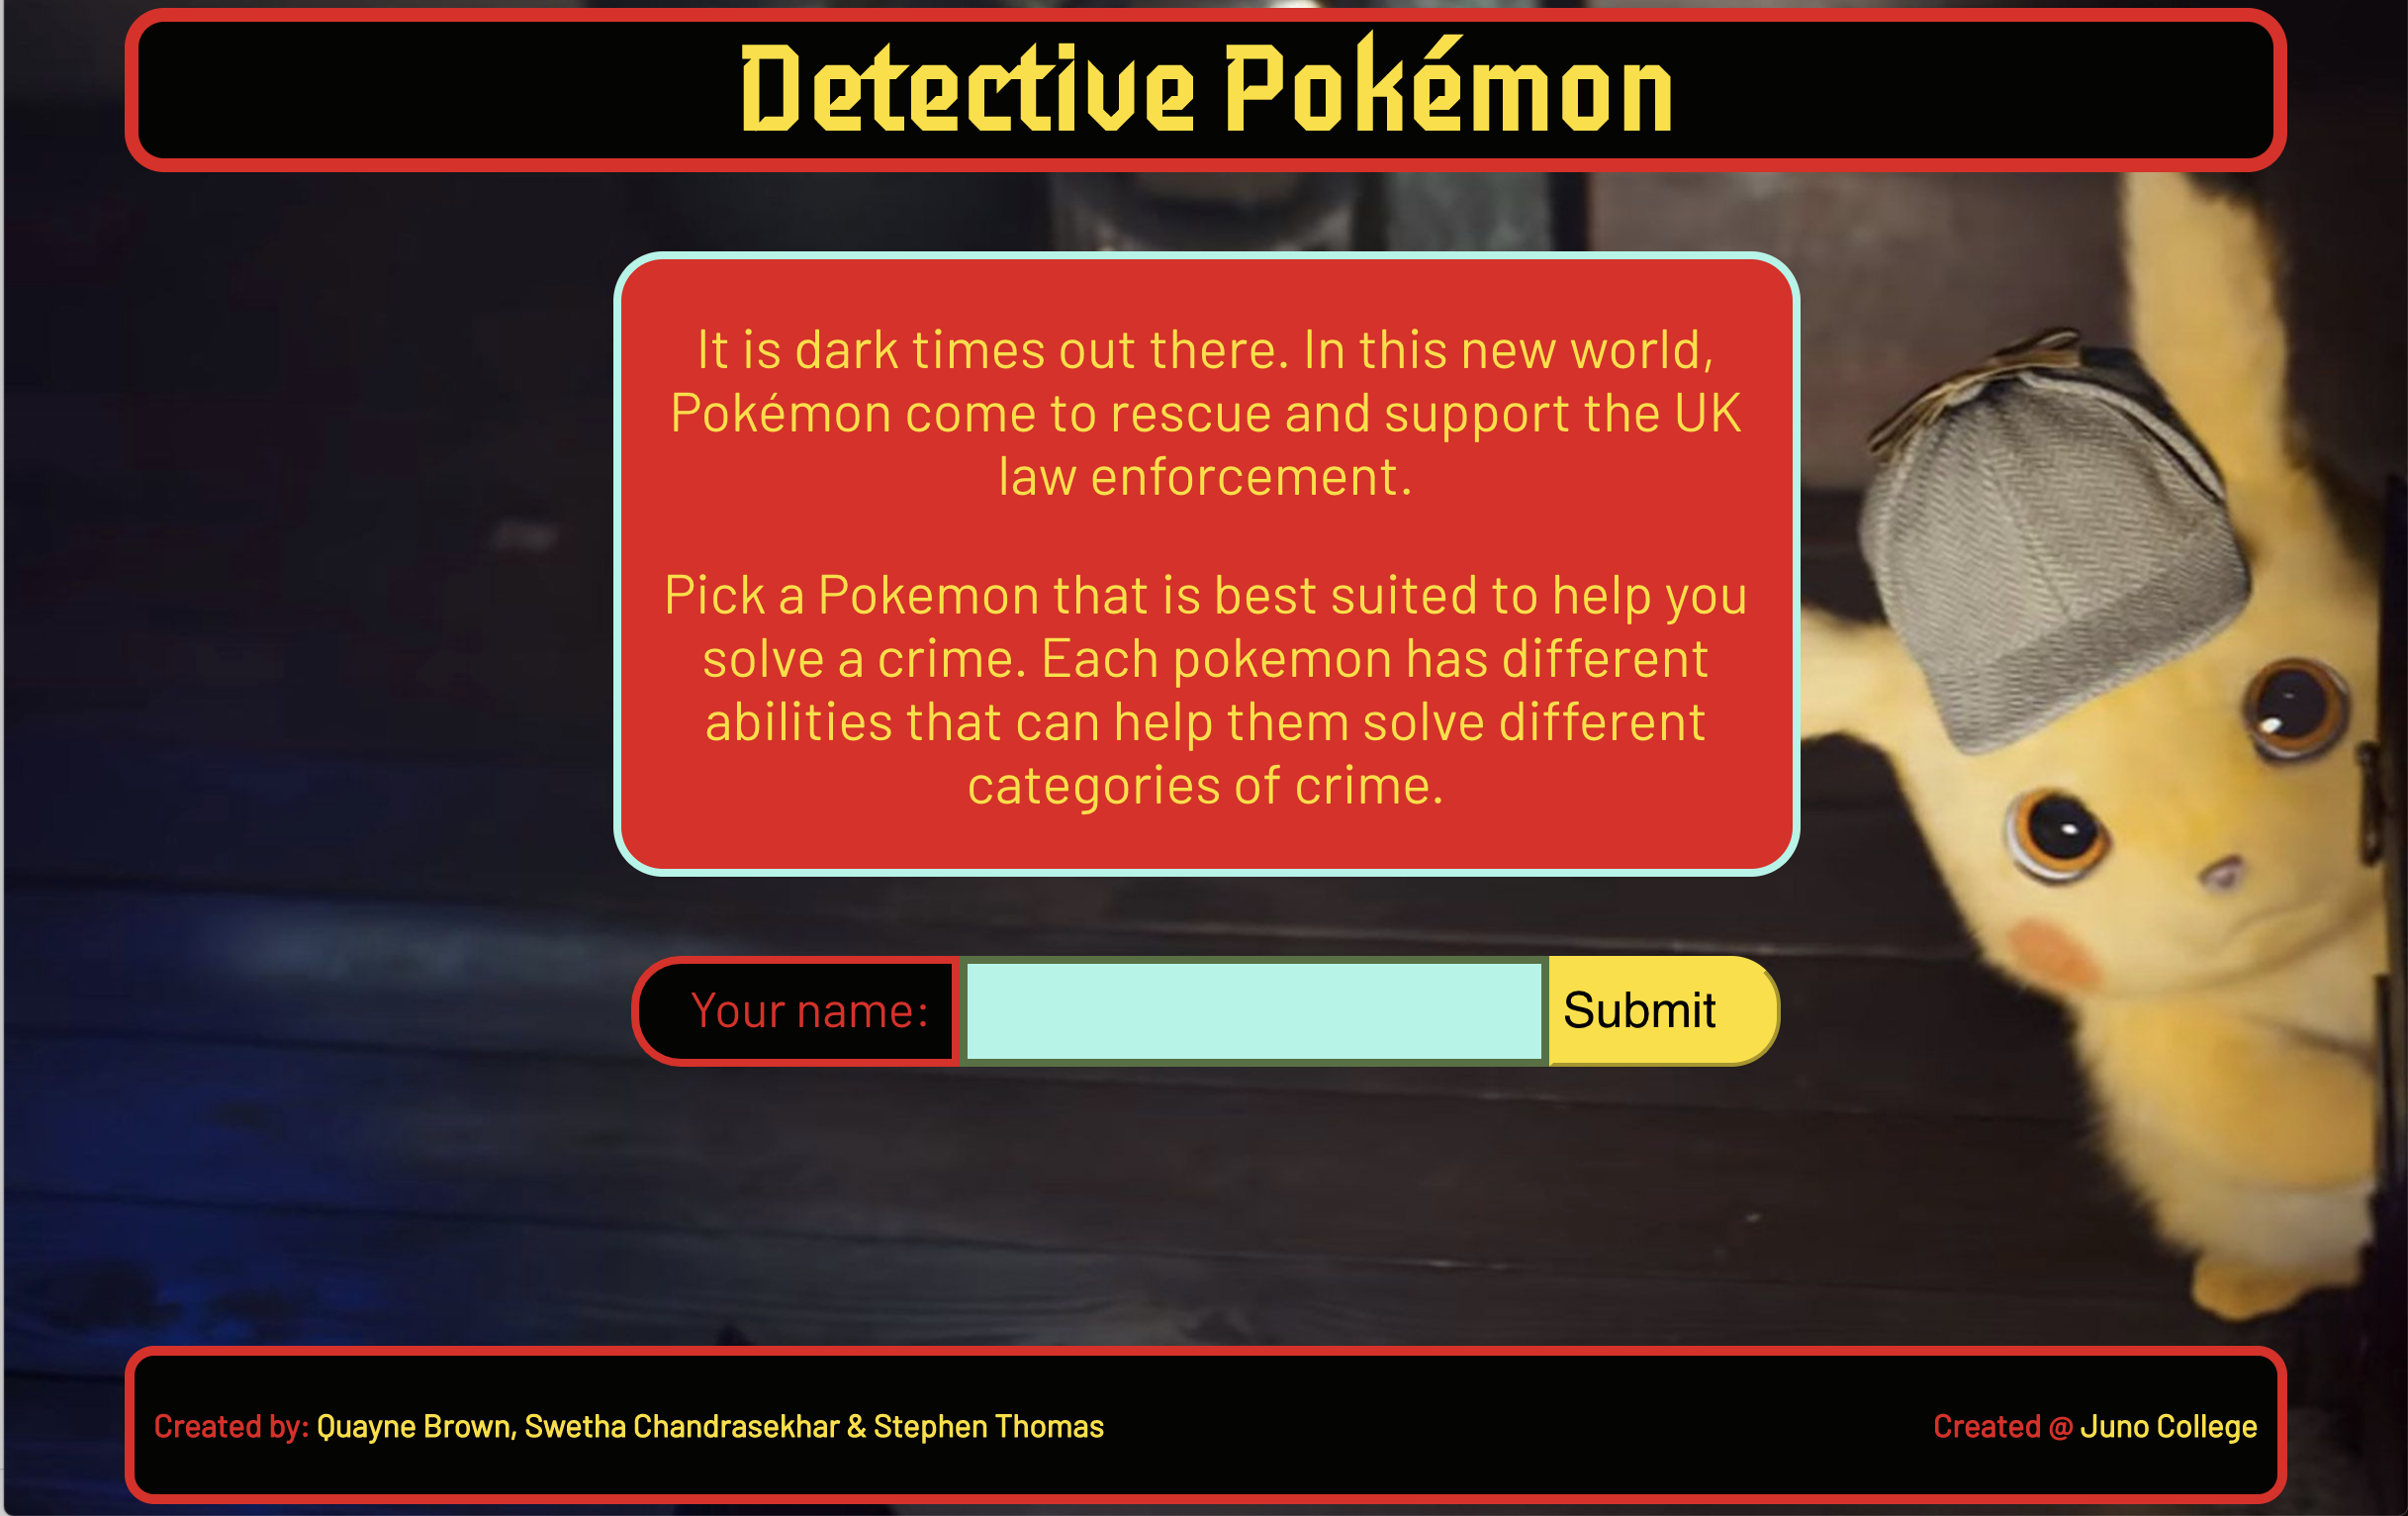 Detective Pokémon
It is dark times out there. In this new world,
Pokémon come to rescue and support the UK
law enforcement.
Pick a Pokemon that is best suited to help you
solve a crime. Each pokemon has different
abilities that can help them solve different
categories of crime.
Your name:
Submit
Created by: Quayne Brown, Swetha Chandrasekhar & Stephen Thomas
Created @ Juno College